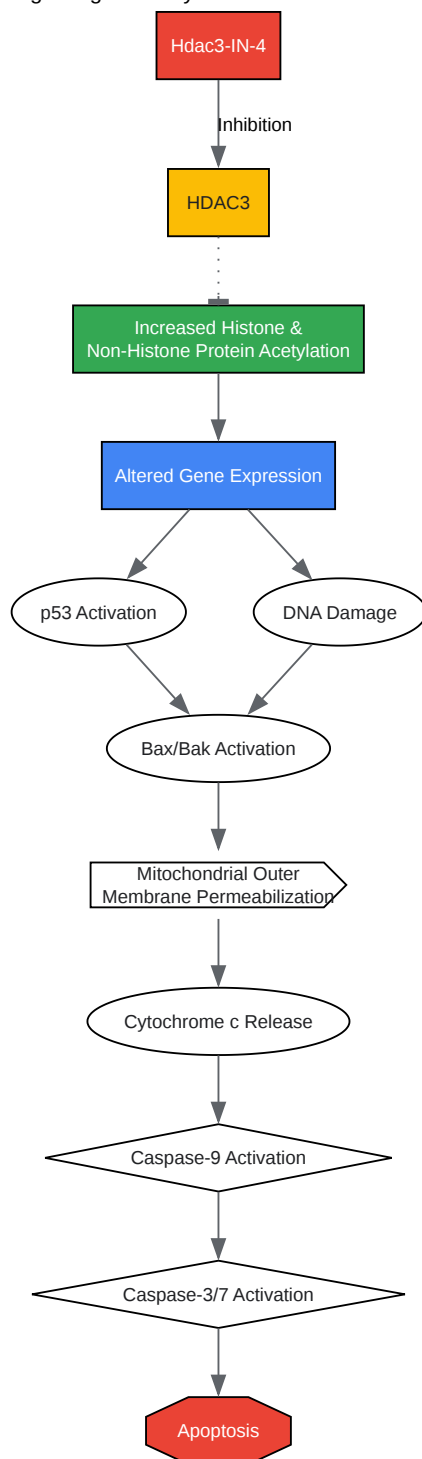 Hdac3-IN-4
Inhibition
HDAC3
Increased Histone &
Non-Histone Protein Acetylation
Altered Gene Expression
p53 Activation
DNA Damage
Bax/Bak Activation
Mitochondrial Outer
Membrane Permeabilization
Cytochrome c Release
Caspase-9 Activation
Caspase-3/7 Activation
Apoptosis